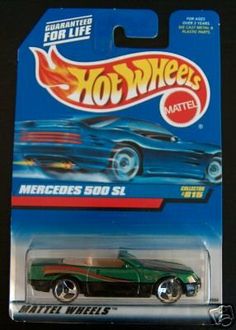 GUARANTEED
FOR LIFE
FOR AGES
OVER 3 YEARS
DIE CAST METAL &
PLASTIC PARTS.
Hot Wheels
MATTEL
MERCEDES 500 SL
COLLECTOR
#815
MATTEL WHEELS